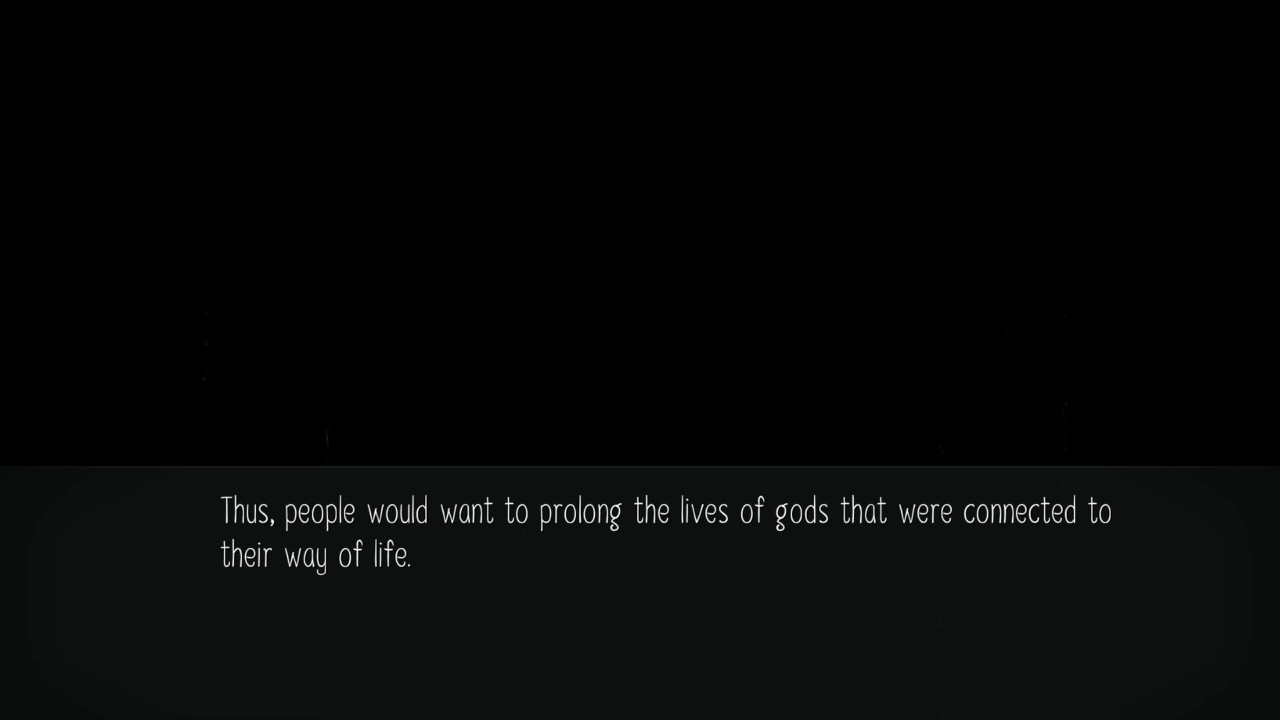 Thus, people would want to prolong the lives of gods that were connected to
their way of life.